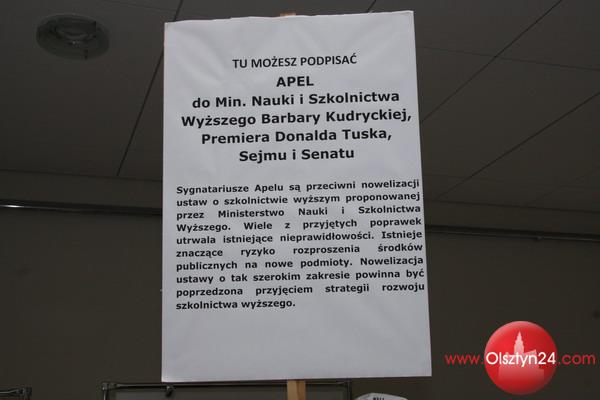 TU MOŻESZ PODPISAĆ
APEL
do Min. Nauki i Szkolnictwa
Wyższego Barbary Kudryckiej,
Premiera Donalda Tuska,
Sejmu i Senatu
Sygnatariusze Apelu są przeciwni nowelizacji
ustaw o szkolnictwie wyższym proponowanej
przez Ministerstwo Nauki i Szkolnictwa
Wyższego. Wiele z przyjętych poprawek
utrwala istniejące nieprawidłowości. Istnieje
znaczące ryzyko rozproszenia środków
publicznych na nowe podmioty. Nowelizacja
ustawy o tak szerokim zakresie powinna być
poprzedzona przyjęciem strategii rozwoju
szkolnictwa wyższego.
www.Olsztyn24.com